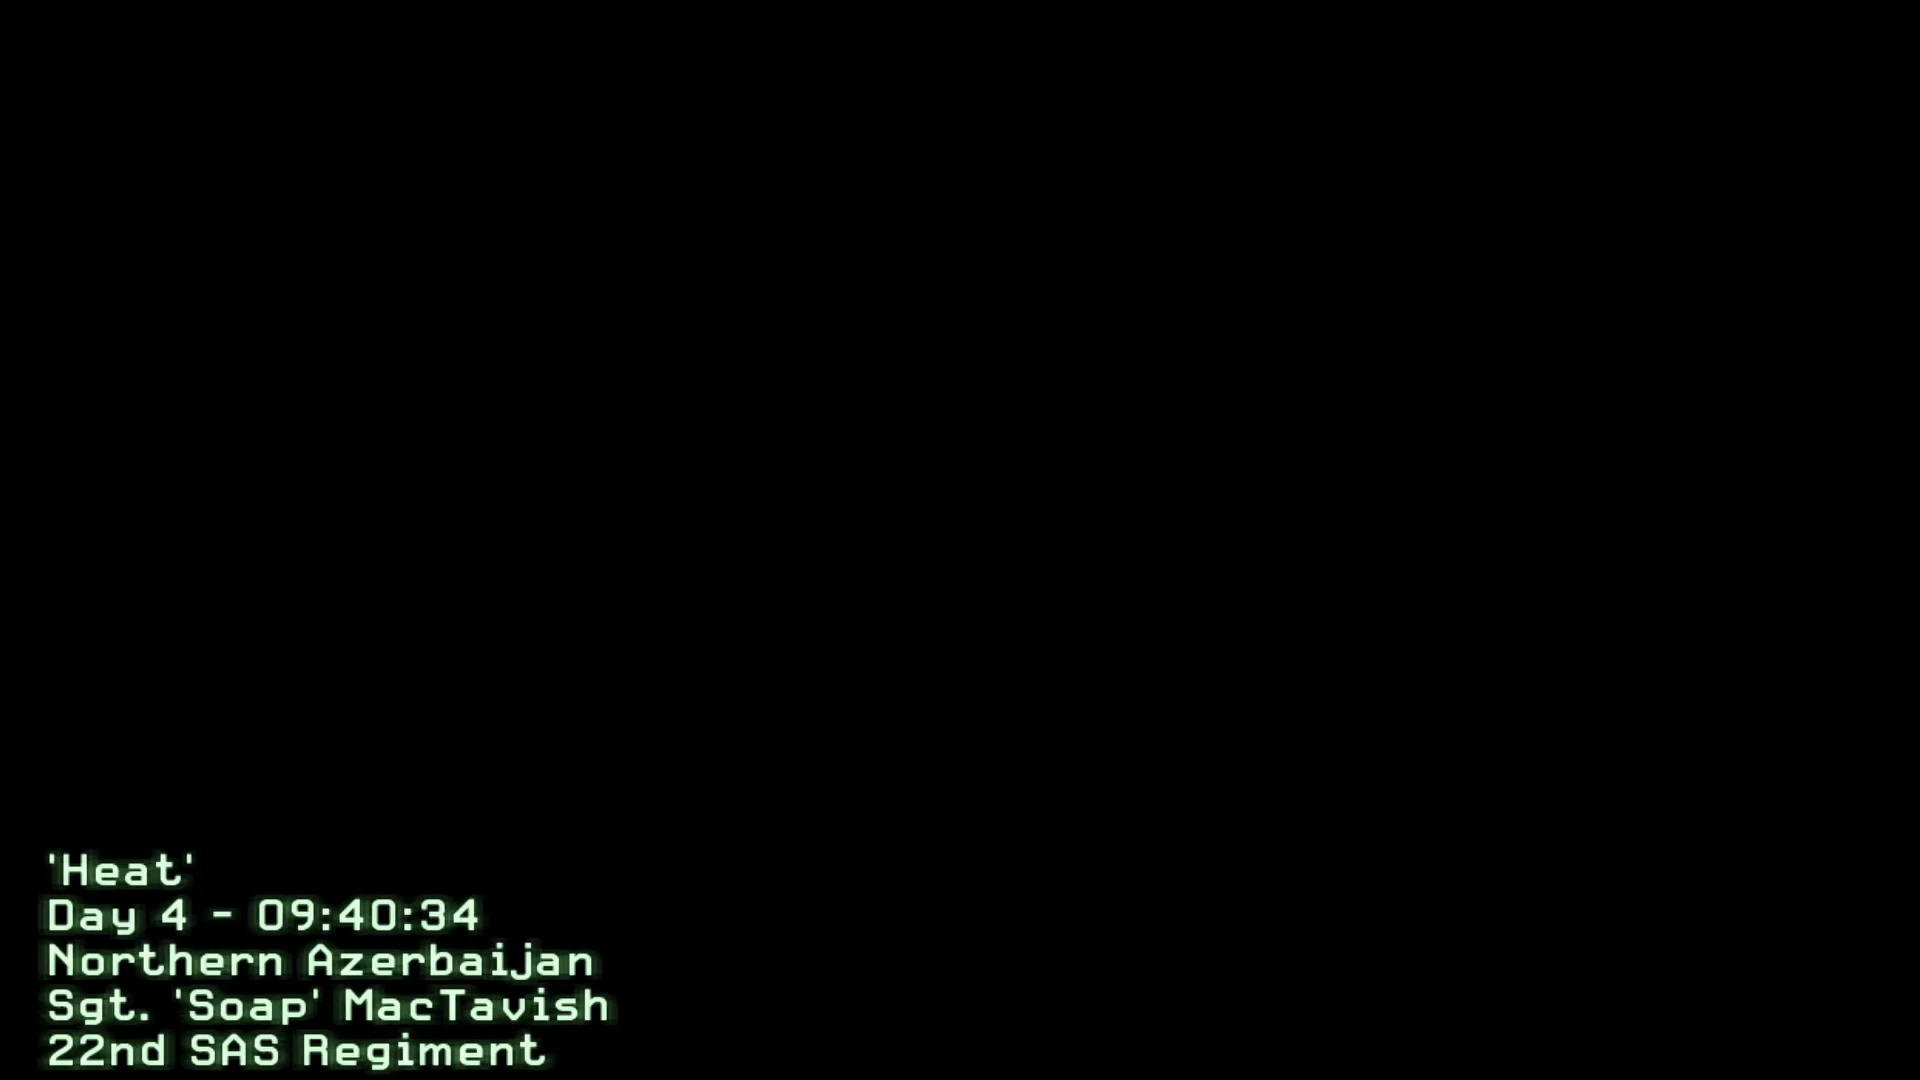 'Heat'
Day 4 - 09:40:34
Northern Azerbaijan
Sgt. 'Soap' MacTavish
22nd SAS Regiment